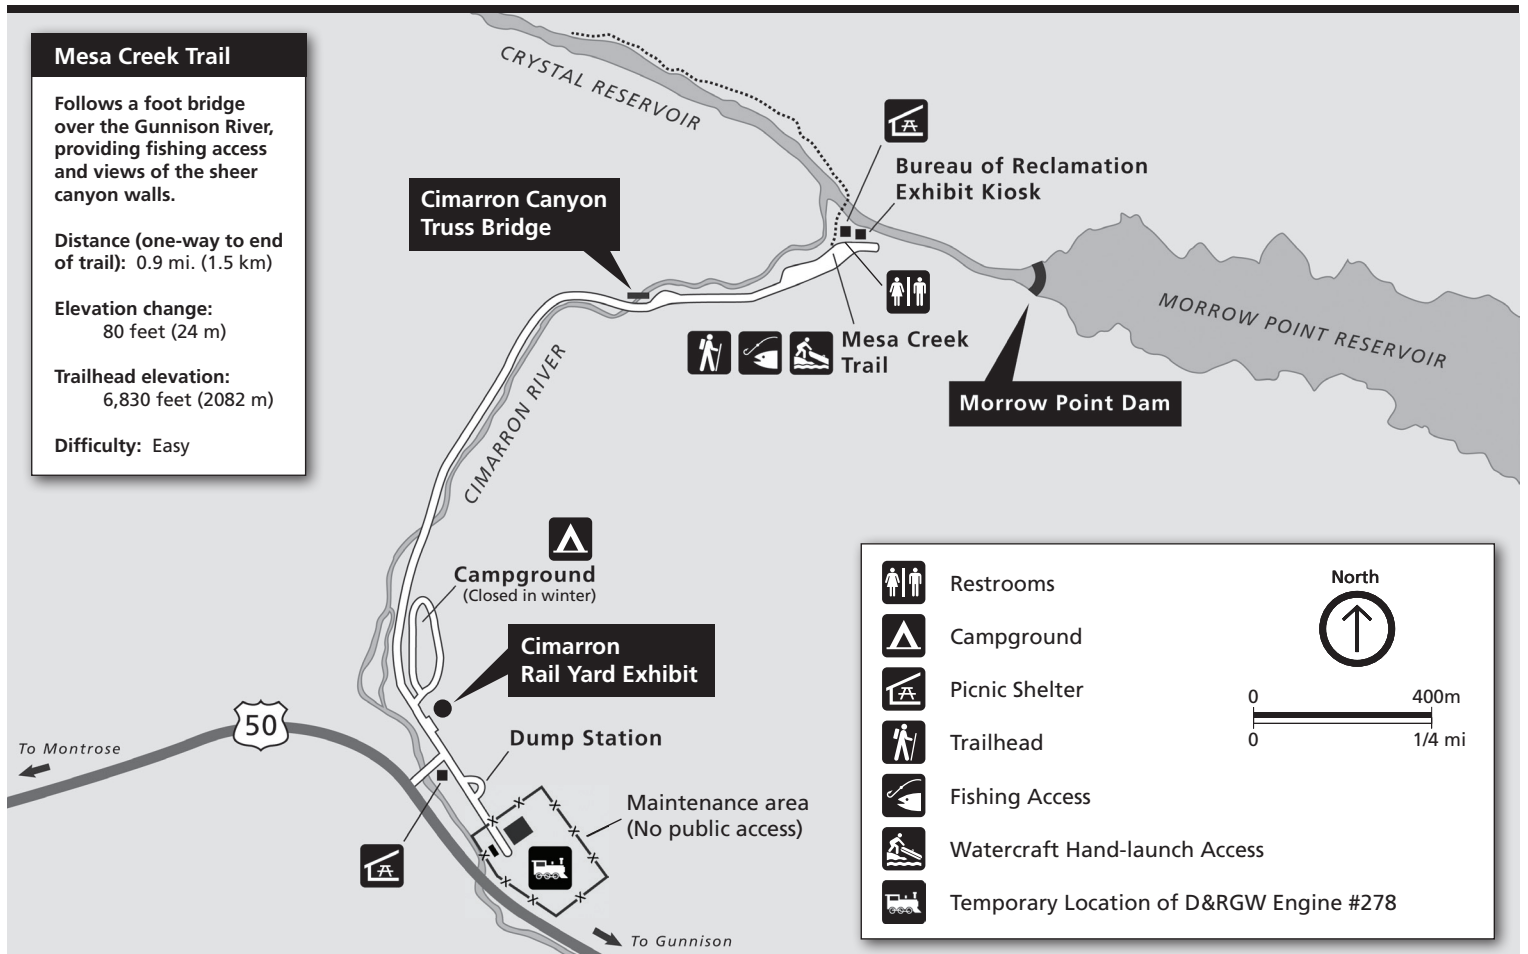 Mesa Creek Trail
Follows a foot bridge
over the Gunnison River,
providing fishing access
and views of the sheer
canyon walls.
Distance (one-way to end
of trail): 0.9 mi. (1.5 km)
Elevation change:
80 feet (24 m)
Trailhead elevation:
6,830 feet (2082 m)
Difficulty: Easy
CRYSTAL RESERVOIR
Bureau of Reclamation
Exhibit Kiosk
Cimarron Canyon
Truss Bridge
MORROW POINT RESERVOIR
Mesa Creek
Trail
Morrow Point Dam
CIMARRON RIVER
Campground
(Closed in winter)
Cimarron
Rail Yard Exhibit
50
To Montrose
Dump Station
Maintenance area
(No public access)
To Gunnison
Restrooms
Campground
Picnic Shelter
Trailhead
Fishing Access
Watercraft Hand-launch Access
Temporary Location of D&RGW Engine #278
North
0 400m
0 1/4 mi